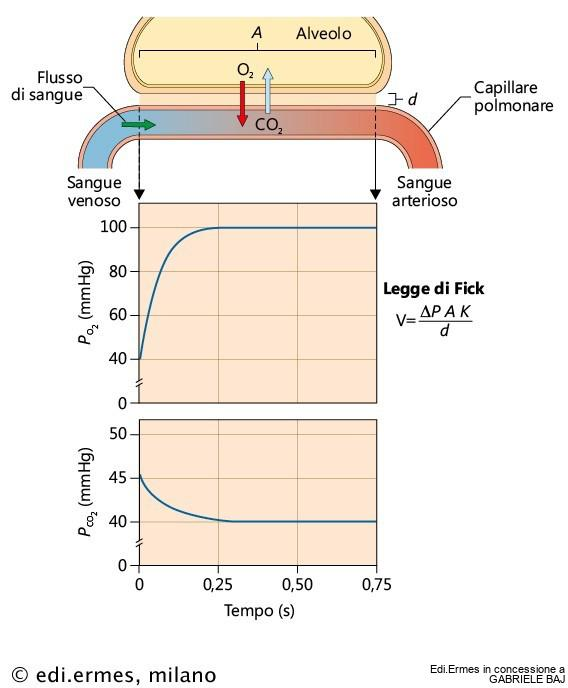 A
Alveolo
O2
Flusso
di sangue
d
Capillare
polmonare
CO2
Sangue
venoso
Sangue
arterioso
100
80
60
40
0
PO2 (mmHg)
Legge di Fick
V= ΔP A K
d
50
45
40
0
PCO2 (mmHg)
0 0,25 0,50 0,75
Tempo (s)
© edi.ermes, milano
Edi.Ermes in concessione a
GABRIELE BAJ